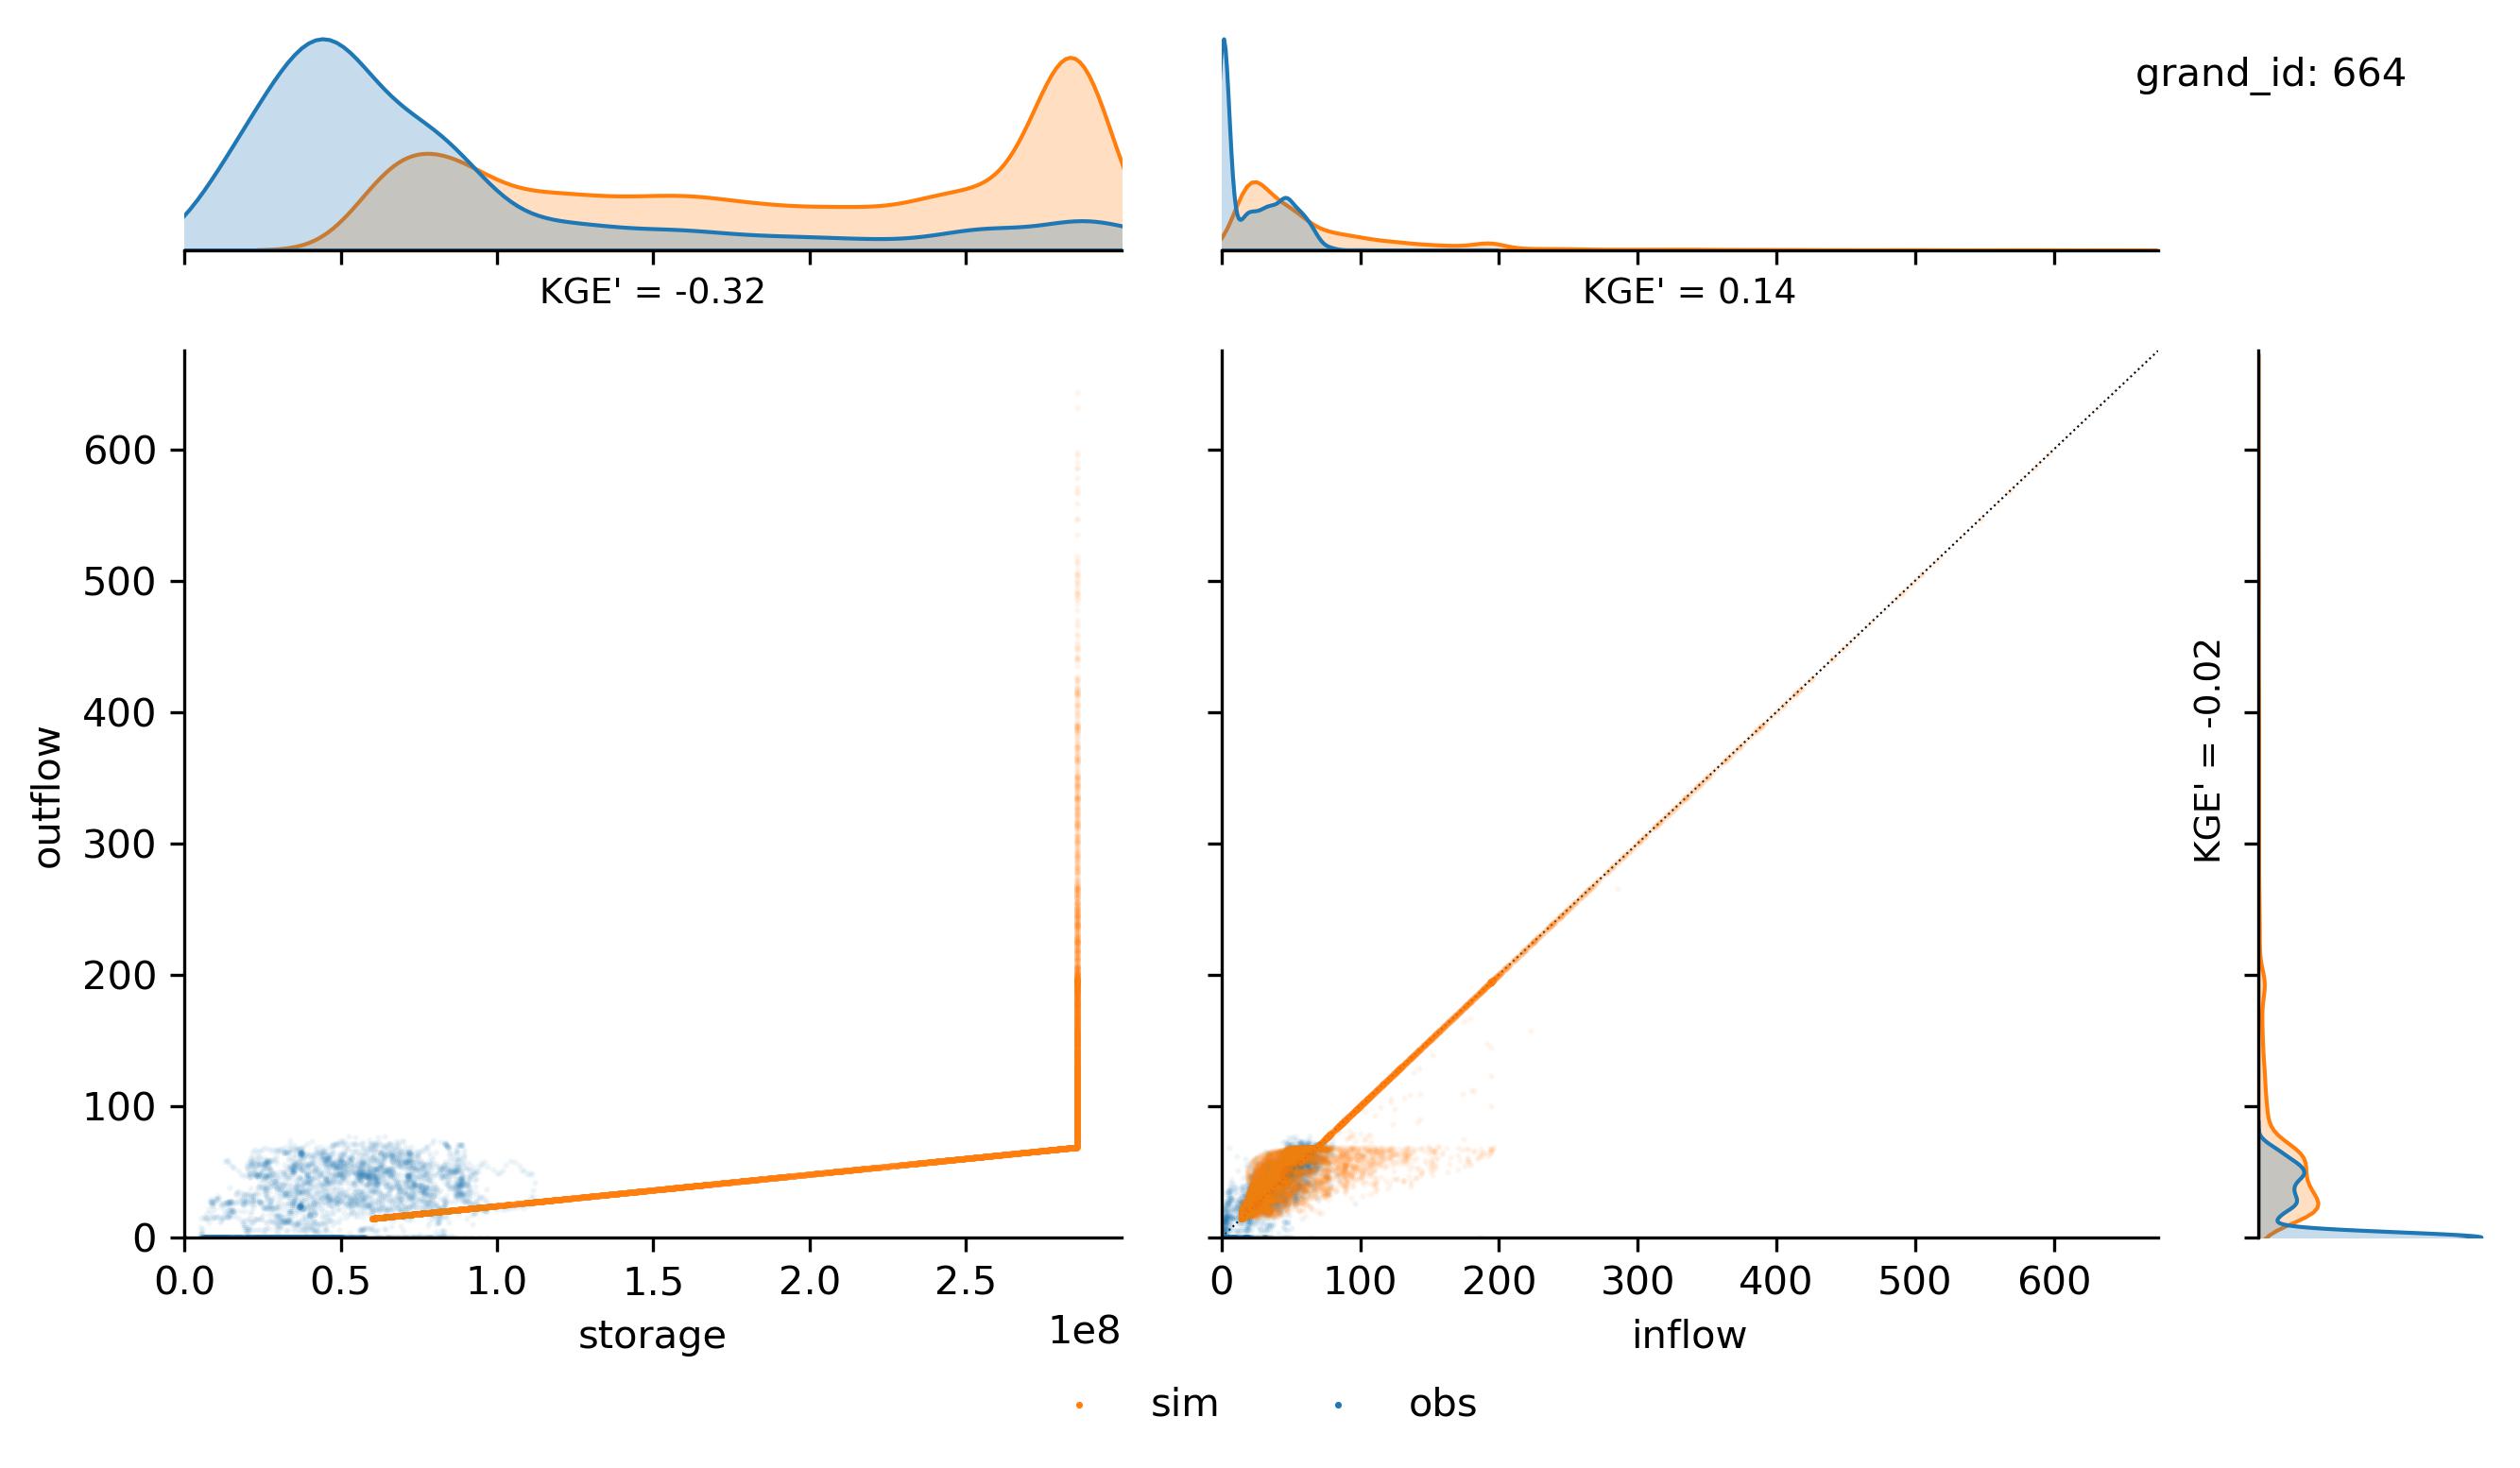 grand_id: 664
KGE' = -0.32
KGE' = 0.14
600
500
400
300
200
100
0
outflow
KGE' = -0.02
0.0 0.5 1.0 1.5 2.0 2.5
0 100 200 300 400 500 600
1e8
storage
inflow
sim obs